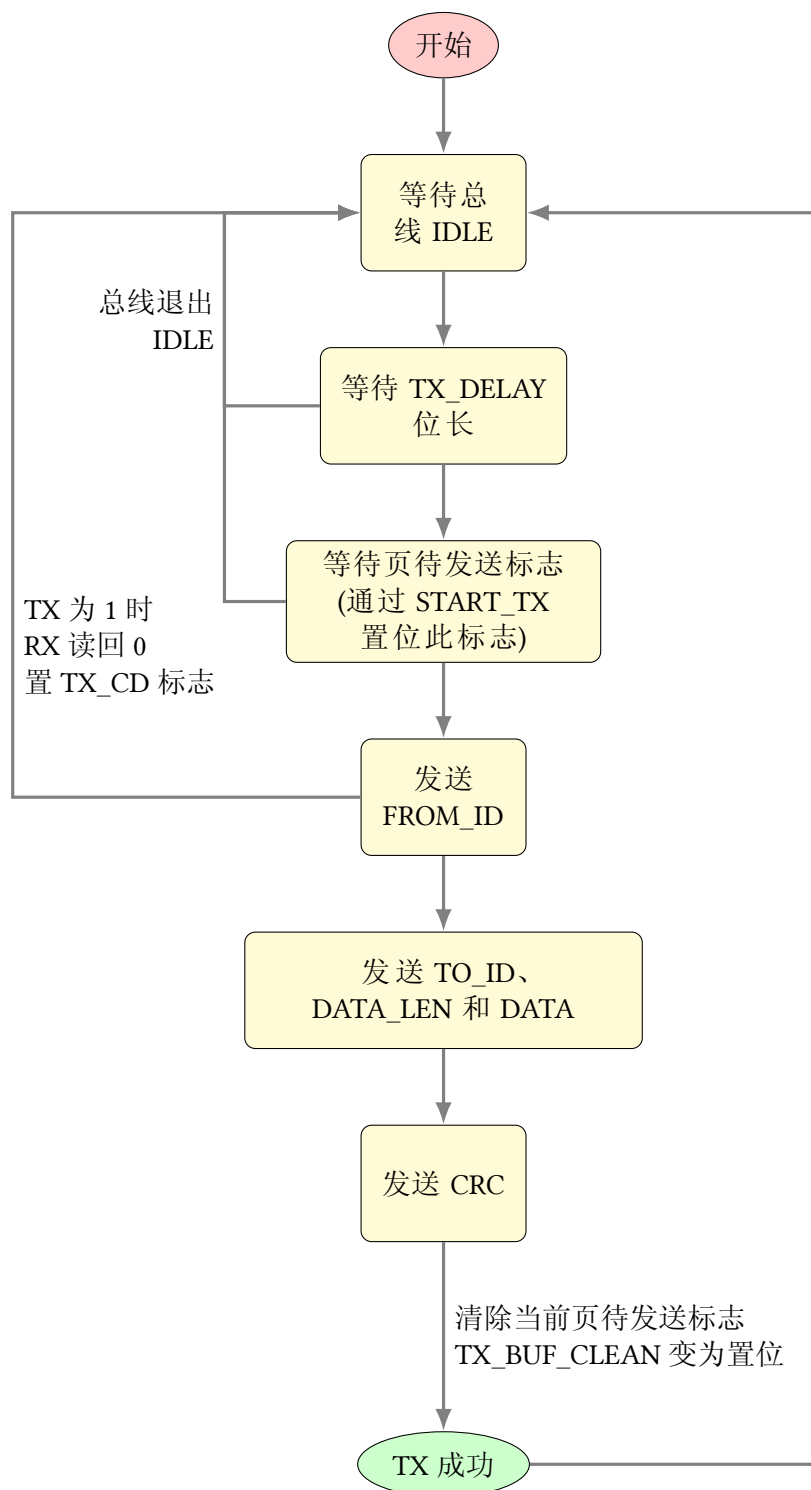 开始
等待总
线 IDLE
总线退出
IDLE
等待 TX_DELAY
位长
等待页待发送标志
(通过 START_TX
置位此标志)
TX 为 1 时
RX 读回 0
置 TX_CD 标志
发送
FROM_ID
发送 TO_ID、
DATA_LEN 和 DATA
发送 CRC
清除当前页待发送标志
TX_BUF_CLEAN 变为置位
TX 成功